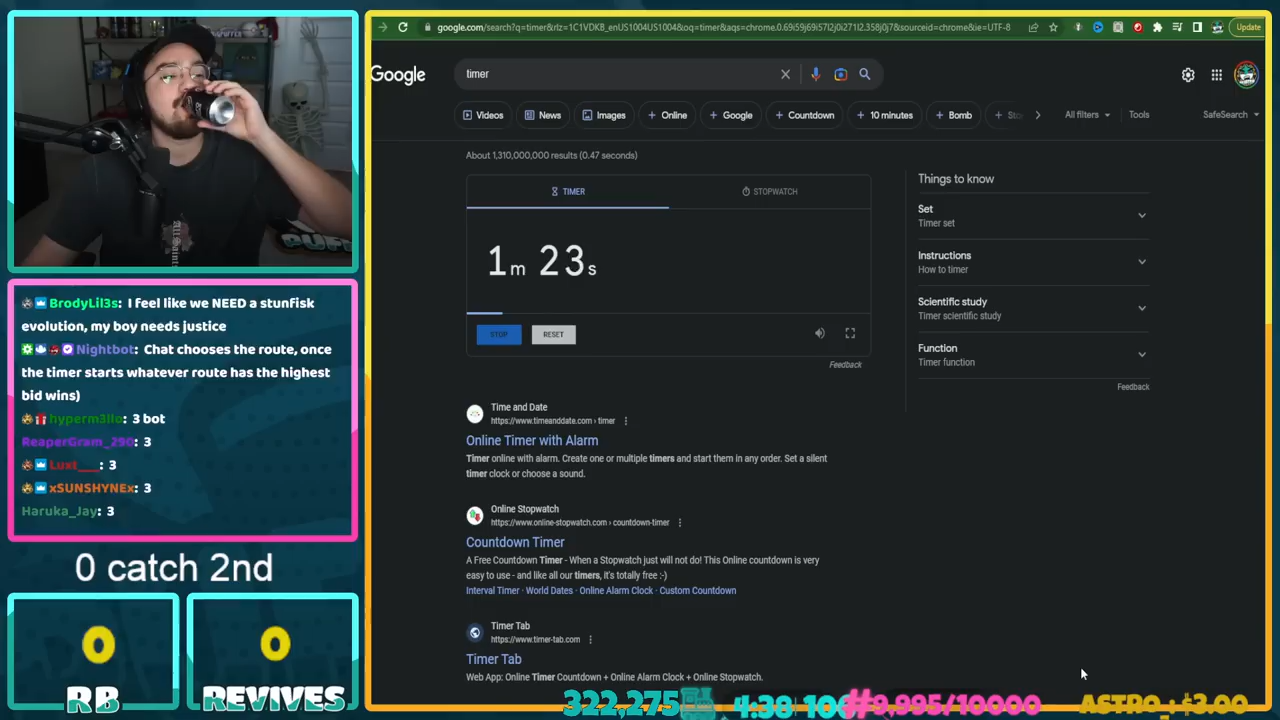 google.com/search?q=timer&rlz=1C1VDKB_enUS1004US1004&oq=timer&aqs=chrome.0.69i59j69i57l2j0i271l2.358j0j7&sourceid=chrome&ie=UTF-8
Update
Google
timer
Videos
News
Images
+ Online
+ Google
+ Countdown
+ 10 minutes
+ Bomb
All filters
Tools
SafeSearch
About 1,310,000,000 results (0.47 seconds)
TIMER
STOPWATCH
1m 23s
STOP
RESET
Feedback
Things to know
Set
Timer set
Instructions
How to timer
Scientific study
Timer scientific study
Function
Timer function
Feedback
Time and Date
https://www.timeanddate.com › timer
Online Timer with Alarm
Timer online with alarm. Create one or multiple timers and start them in any order. Set a silent
timer clock or choose a sound.
Online Stopwatch
https://www.online-stopwatch.com › countdown-timer
Countdown Timer
A Free Countdown Timer - When a Stopwatch just will not do! This Online countdown is very
easy to use - and like all our timers, it's totally free :-)
Interval Timer · World Dates · Online Alarm Clock · Custom Countdown
Timer Tab
https://www.timer-tab.com
Timer Tab
Web App: Online Timer Countdown + Online Alarm Clock + Online Stopwatch.
BrodyLil3s: I feel like we NEED a stunfisk
evolution, my boy needs justice
Nightbot: Chat chooses the route, once
the timer starts whatever route has the highest
bid wins)
hyperm3llo: 3 bot
ReaperGram_290: 3
Luxt___: 3
xSUNSHYNEx: 3
Haruka_Jay: 3
0 catch 2nd
0
RB
0
REVIVES
322,275
4:38
9,995/10000
ASTRO_: $3.00